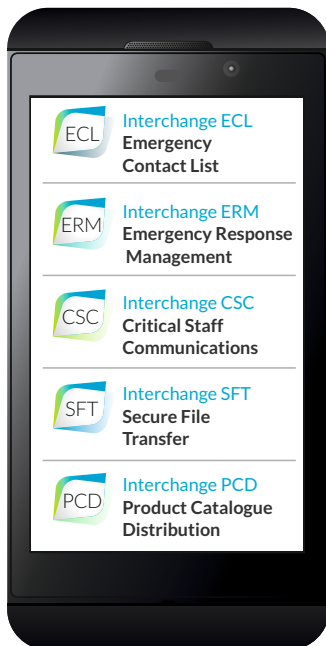 ECL
Interchange ECL
Emergency
Contact List
ERM
Interchange ERM
Emergency Response
Management
CSC
Interchange CSC
Critical Staff
Communications
SFT
Interchange SFT
Secure File
Transfer
PCD
Interchange PCD
Product Catalogue
Distribution